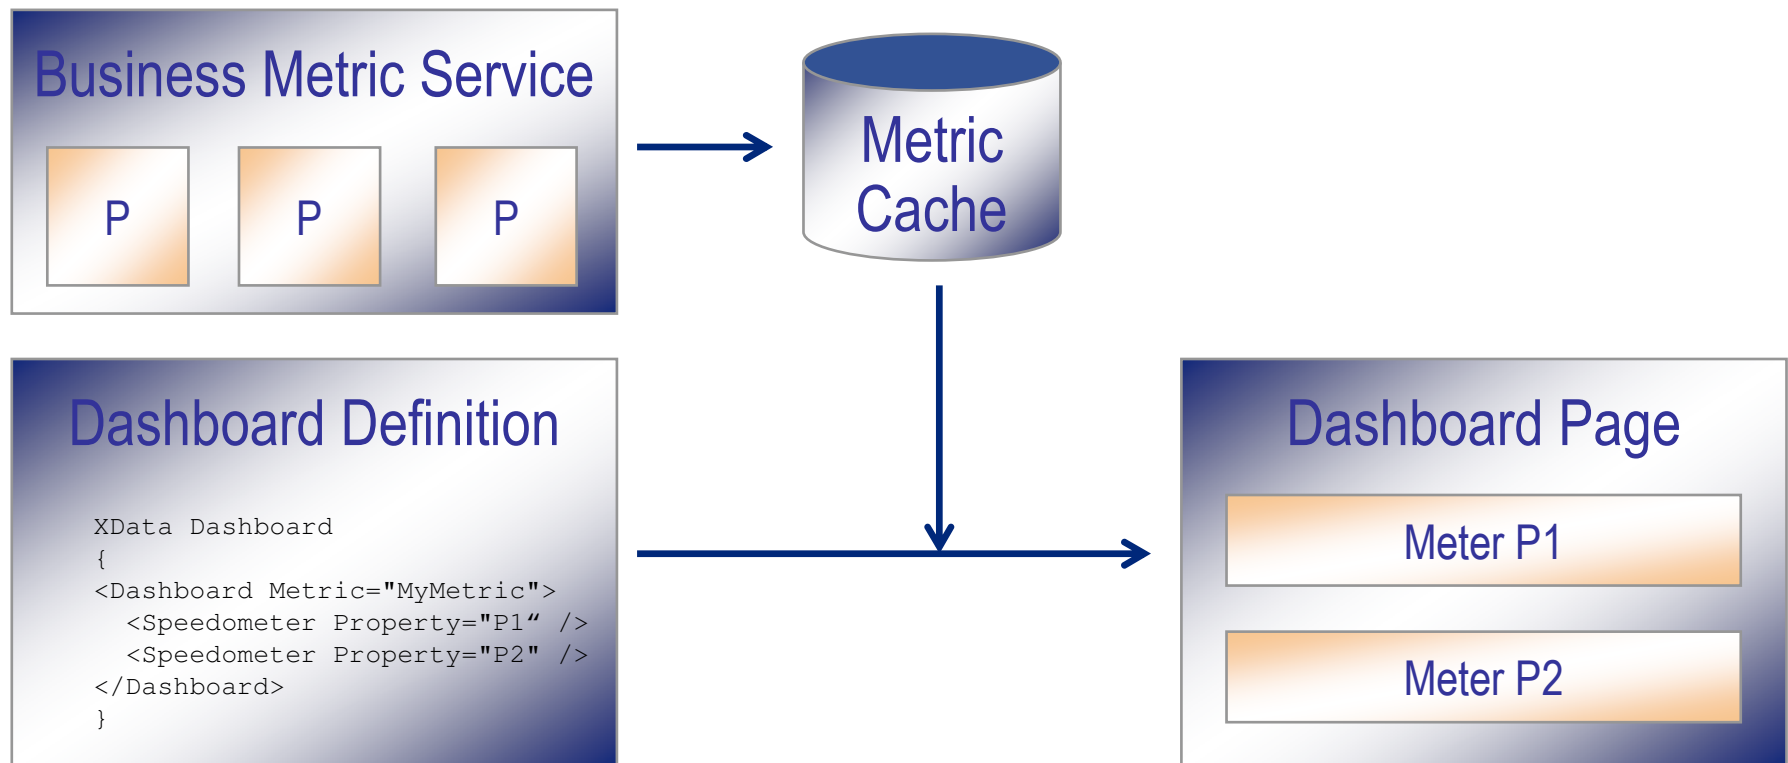 Business Metric Service
P
P
P
Metric
Cache
Dashboard Definition
XData Dashboard
{
<Dashboard Metric="MyMetric">
  <Speedometer Property="P1“ />
  <Speedometer Property="P2" />
</Dashboard>
}
Dashboard Page
Meter P1
Meter P2